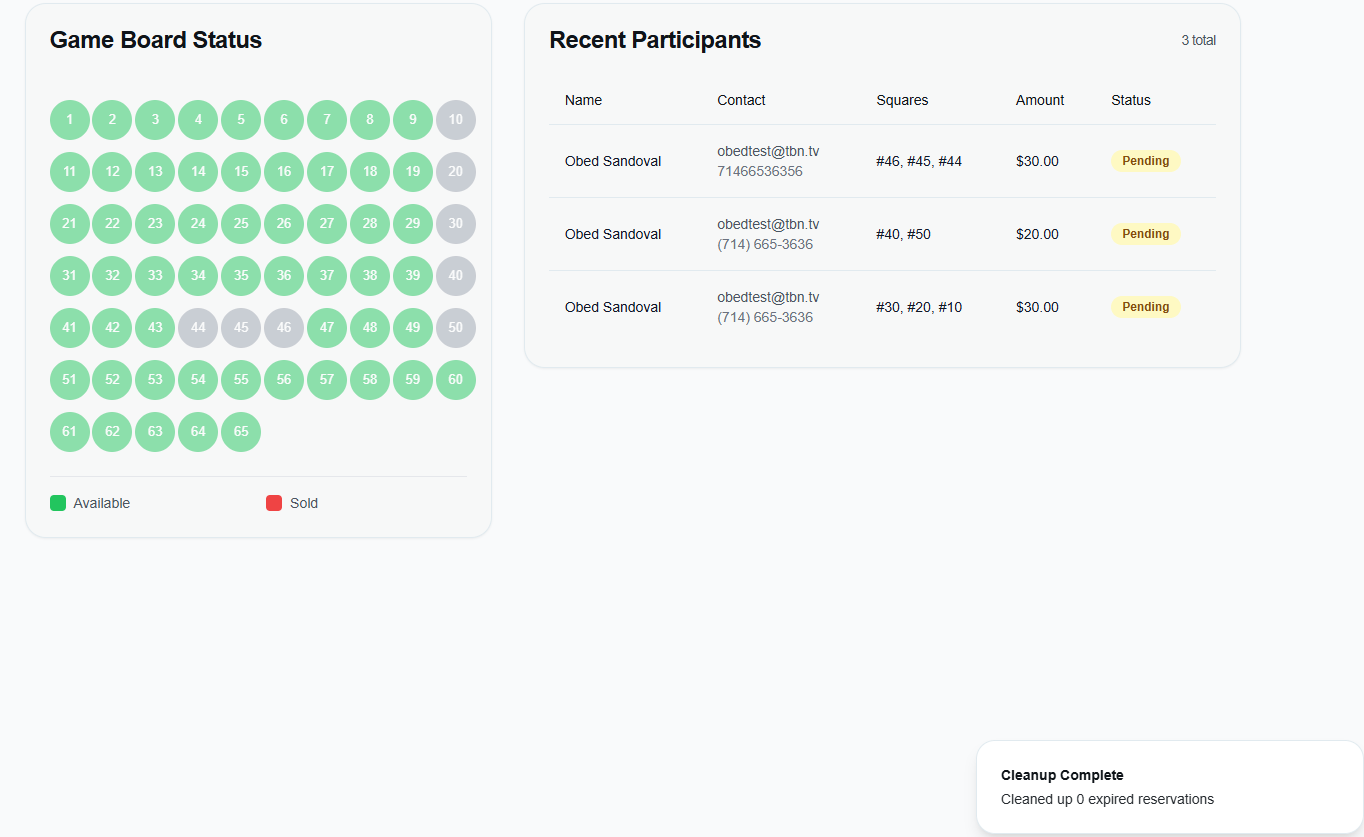 Game Board Status
1 2 3 4 5 6 7 8 9 10
11 12 13 14 15 16 17 18 19 20
21 22 23 24 25 26 27 28 29 30
31 32 33 34 35 36 37 38 39 40
41 42 43 44 45 46 47 48 49 50
51 52 53 54 55 56 57 58 59 60
61 62 63 64 65
Available Sold
Recent Participants 3 total
Name Contact Squares Amount Status
Obed Sandoval obedtest@tbn.tv #46, #45, #44 $30.00 Pending
71466536356
Obed Sandoval obedtest@tbn.tv #40, #50 $20.00 Pending
(714) 665-3636
Obed Sandoval obedtest@tbn.tv #30, #20, #10 $30.00 Pending
(714) 665-3636
Cleanup Complete
Cleaned up 0 expired reservations